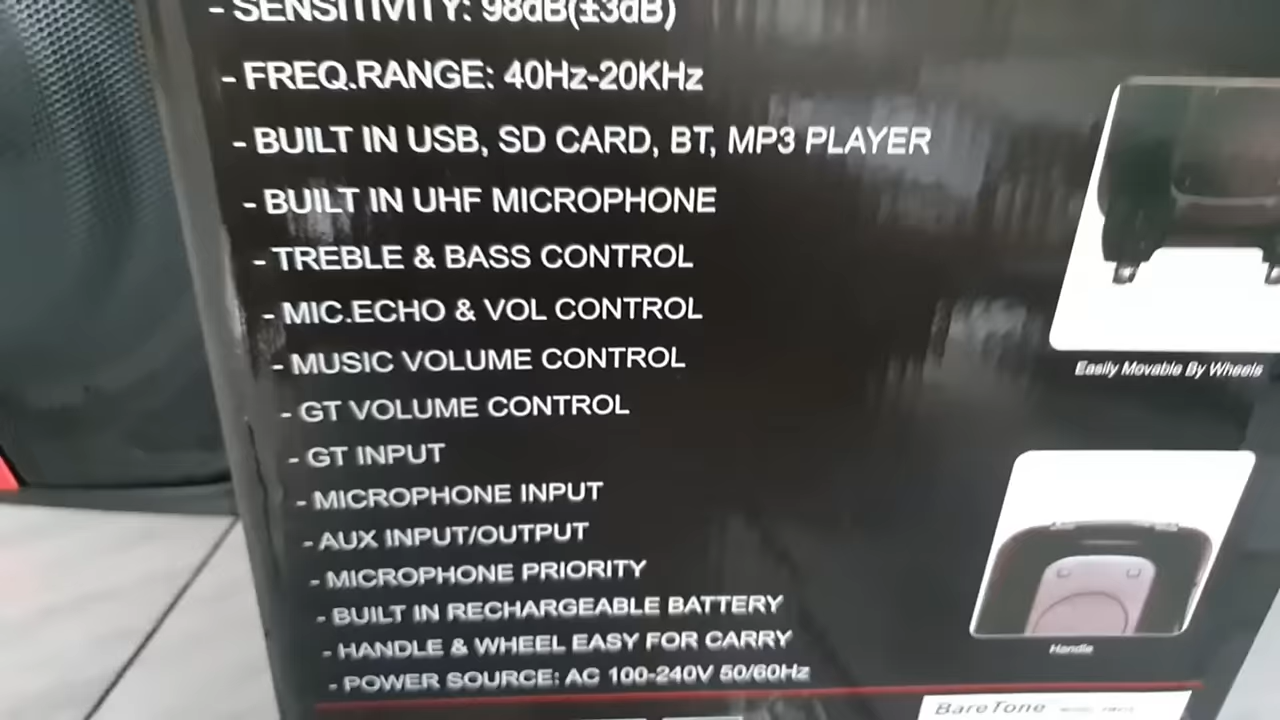 - SENSITIVITY: 98dB(±3dB)
- FREQ.RANGE: 40Hz-20KHz
- BUILT IN USB, SD CARD, BT, MP3 PLAYER
- BUILT IN UHF MICROPHONE
- TREBLE & BASS CONTROL
- MIC.ECHO & VOL CONTROL
- MUSIC VOLUME CONTROL
- GT VOLUME CONTROL
- GT INPUT
- MICROPHONE INPUT
- AUX INPUT/OUTPUT
- MICROPHONE PRIORITY
- BUILT IN RECHARGEABLE BATTERY
- HANDLE & WHEEL EASY FOR CARRY
- POWER SOURCE: AC 100-240V 50/60Hz
Easily Movable By Wheels
Handle
BareTone